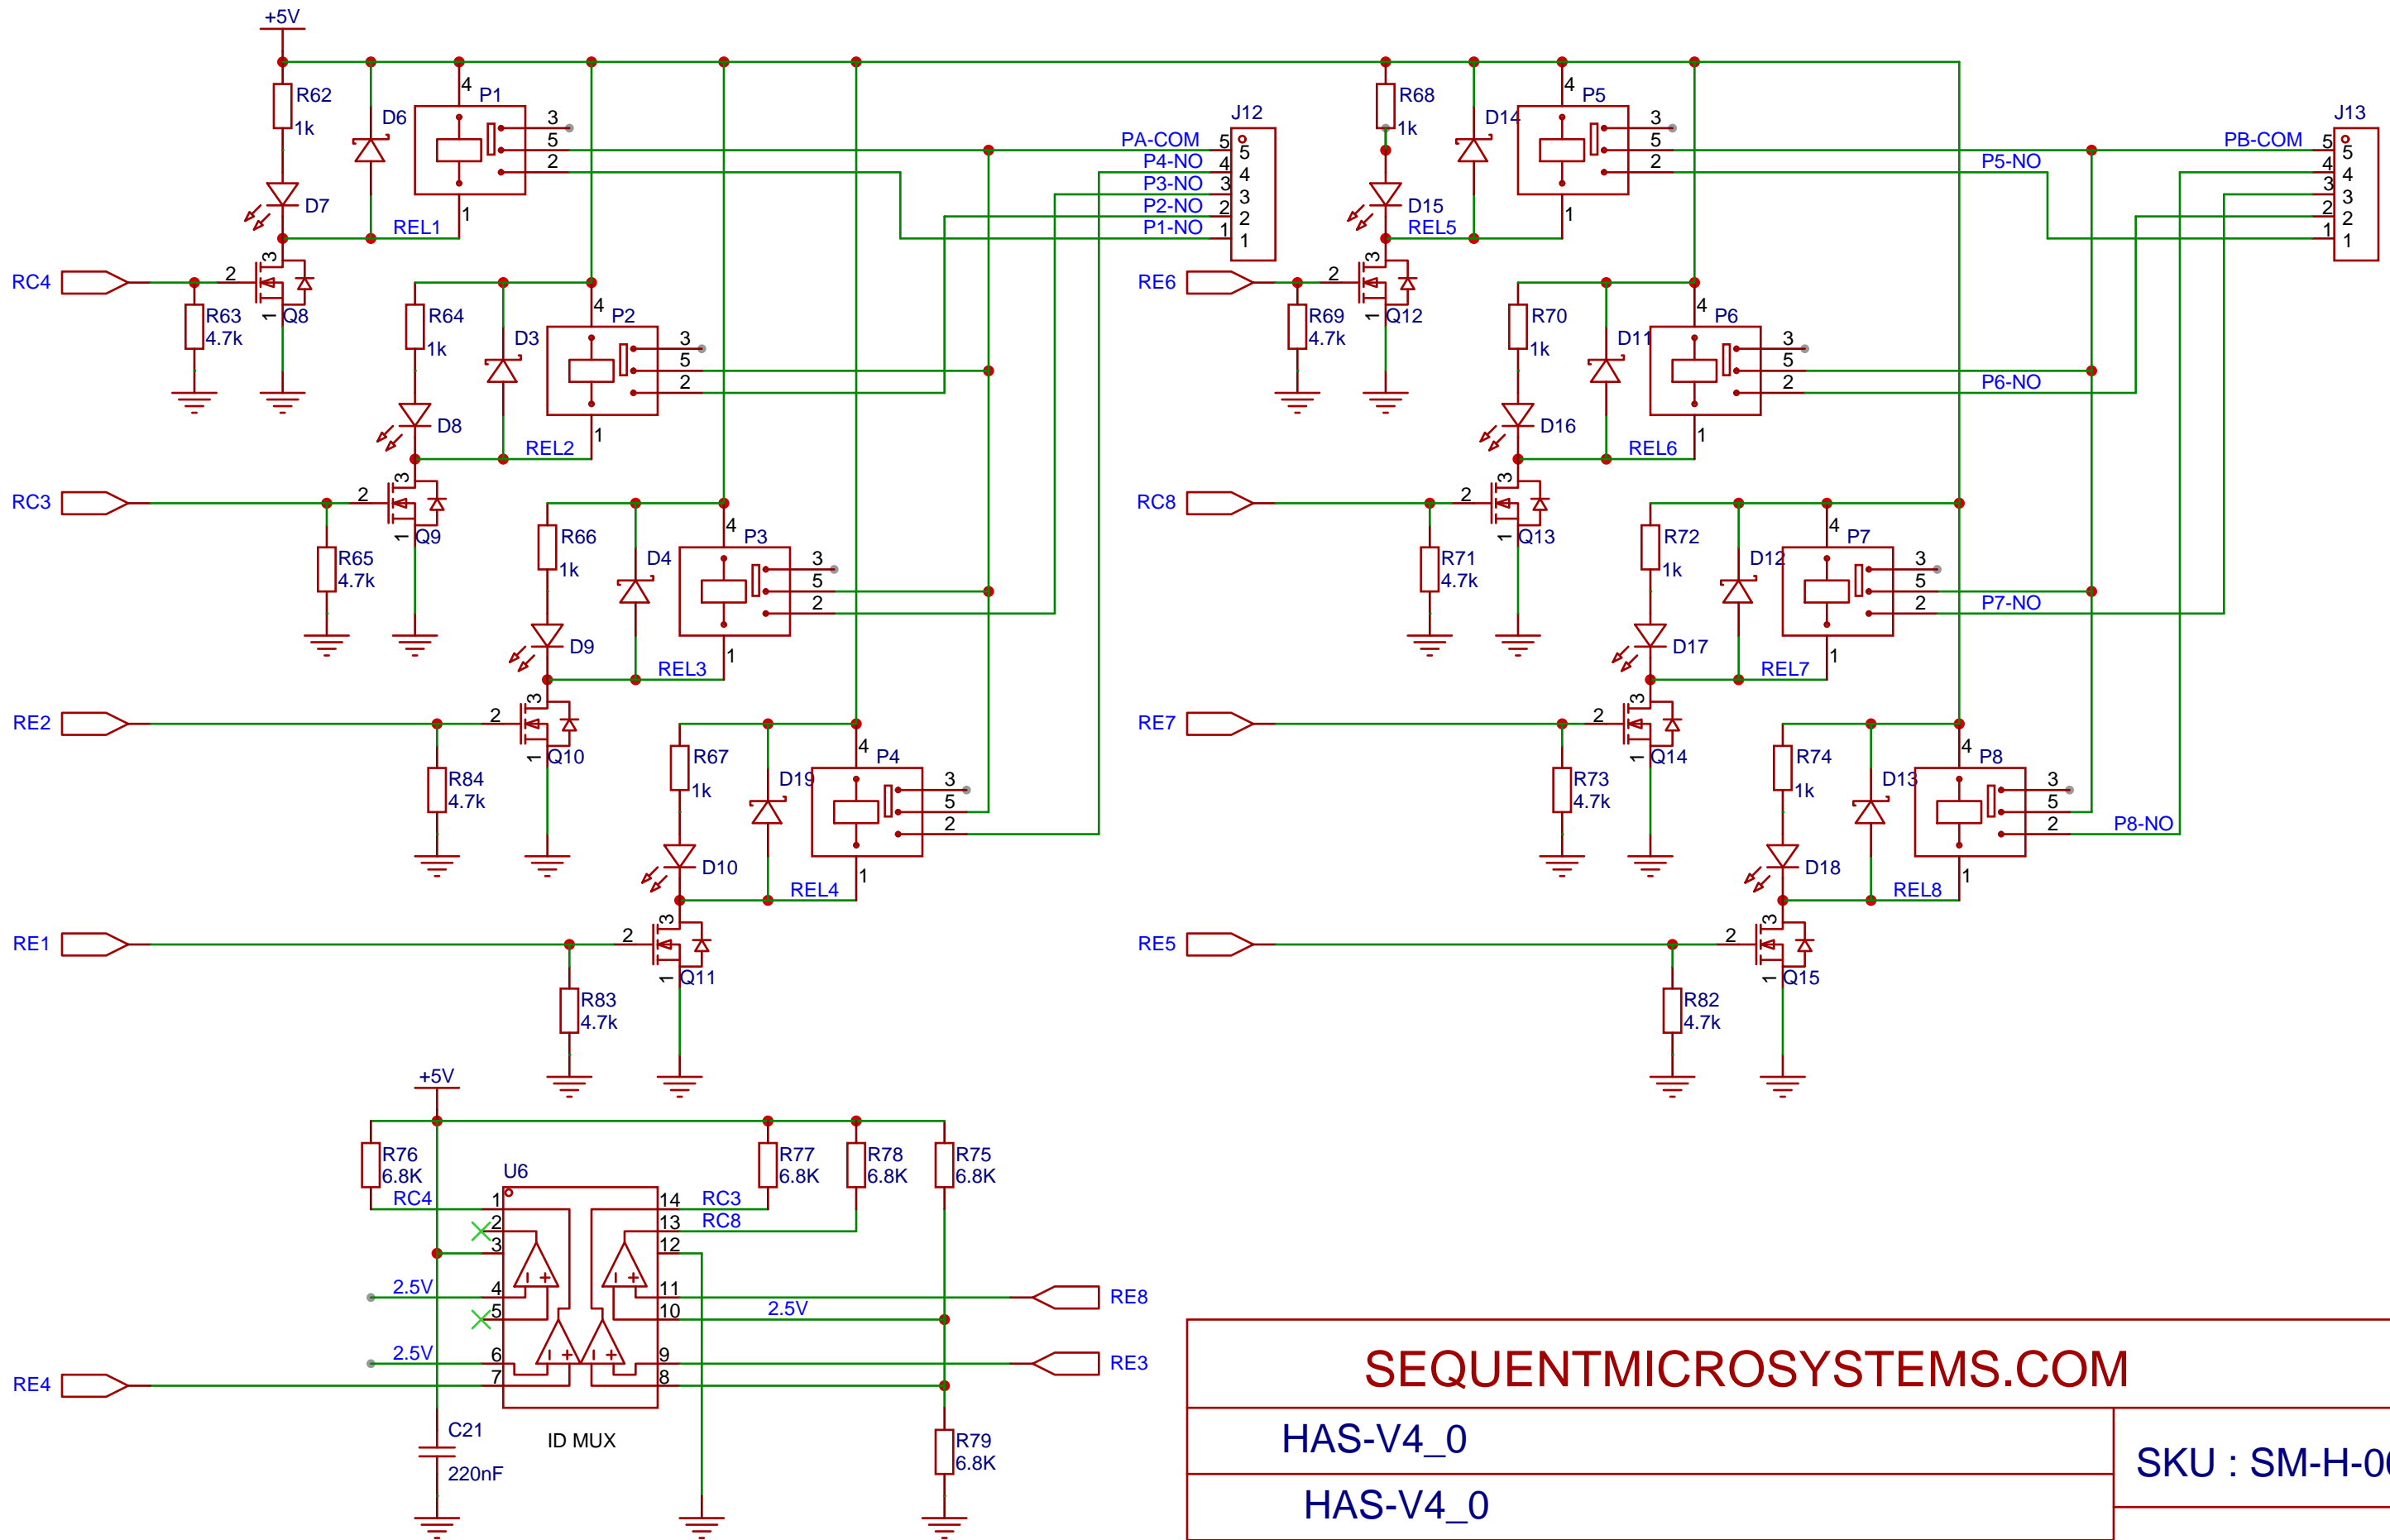 +5V
R62
1k
D6
4
P1
3
5
2
1
D7
REL1
RC4
2
3
1
Q8
R63
4.7k
R64
1k
D3
4
P2
3
5
2
1
D8
REL2
RC3
2
3
1
Q9
R65
4.7k
R66
1k
D4
4
P3
3
5
2
1
D9
REL3
RE2
2
3
1
Q10
R84
4.7k
R67
1k
D19
4
P4
3
5
2
1
D10
REL4
RE1
2
3
1
Q11
R83
4.7k
J12
PA-COM 5 5
P4-NO 4 4
P3-NO 3 3
P2-NO 2 2
P1-NO 1 1
R68
1k
D14
4
P5
3
5
2
1
D15
REL5
RE6
2
3
1
Q12
R69
4.7k
R70
1k
D11
4
P6
3
5
2
1
D16
REL6
RC8
2
3
1
Q13
R71
4.7k
R72
1k
D12
4
P7
3
5
2
1
D17
REL7
RE7
2
3
1
Q14
R73
4.7k
R74
1k
D13
4
P8
3
5
2
1
D18
REL8
RE5
2
3
1
Q15
R82
4.7k
J13
PB-COM 5 5
4 4
3 3
2 2
1 1
P5-NO
P6-NO
P7-NO
P8-NO
+5V
R76
6.8K
R77
6.8K
R78
6.8K
R75
6.8K
U6
RC4 1
2
3
2.5V 4
5
2.5V 6
RE4 7
14 RC3
13 RC8
12
11 RE8
10 2.5V
9 RE3
8
- +
- +
- +
- +
C21
220nF
ID MUX
R79
6.8K
SEQUENTMICROSYSTEMS.COM
HAS-V4_0
SKU : SM-H-0
HAS-V4_0